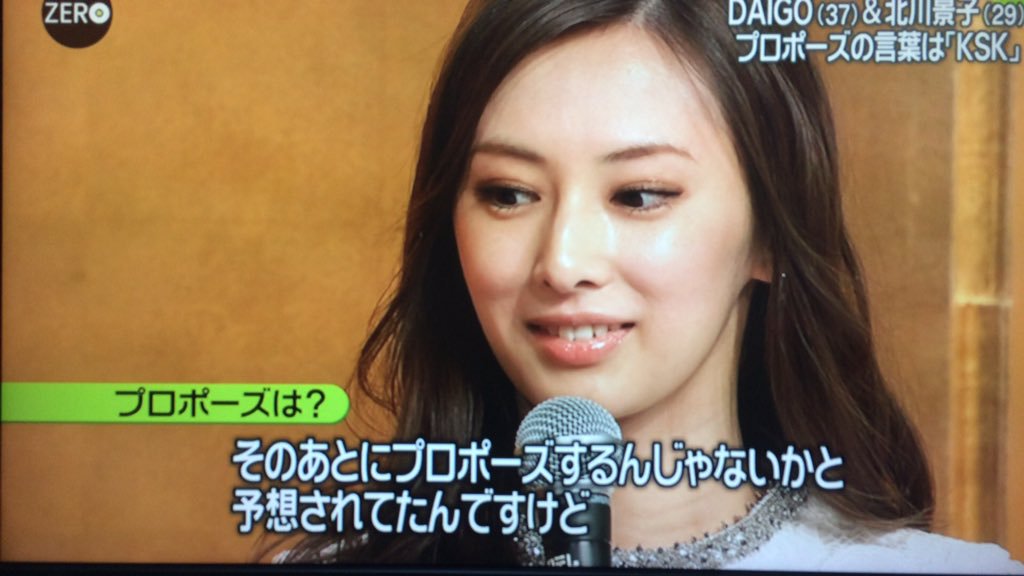 ZERO
DAIGO(37)&北川景子(29)
プロポーズの言葉は「KSK」
プロポーズは?
そのあとにプロポーズするんじゃないかと
予想されてたんですけど